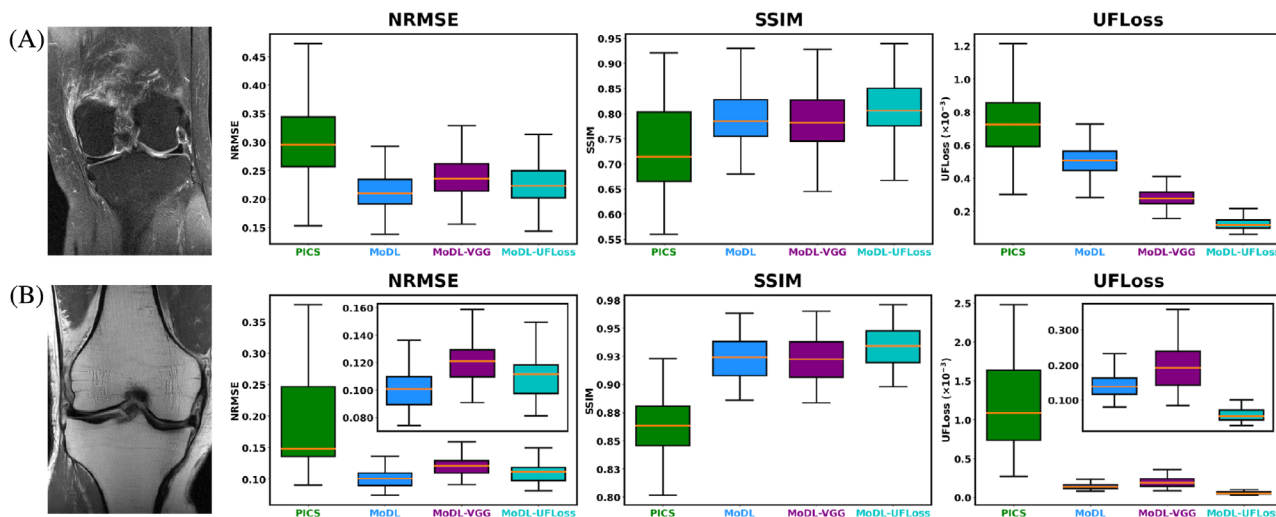 (A)
NRMSE
NRMSE
0.45
0.40
0.35
0.30
0.25
0.20
0.15
PICS MoDL MoDL-VGG MoDL-UFLoss
SSIM
SSIM
0.95
0.90
0.85
0.80
0.75
0.70
0.65
0.60
0.55
PICS MoDL MoDL-VGG MoDL-UFLoss
UFLoss
UFLoss (×10⁻³)
1.2
1.0
0.8
0.6
0.4
0.2
PICS MoDL MoDL-VGG MoDL-UFLoss
(B)
NRMSE
NRMSE
0.35
0.30
0.25
0.20
0.15
0.10
0.160
0.140
0.120
0.100
0.080
PICS MoDL MoDL-VGG MoDL-UFLoss
SSIM
SSIM
0.98
0.95
0.93
0.90
0.88
0.85
0.83
0.80
PICS MoDL MoDL-VGG MoDL-UFLoss
UFLoss
UFLoss (×10⁻³)
2.5
2.0
1.5
1.0
0.5
0.0
0.300
0.200
0.100
PICS MoDL MoDL-VGG MoDL-UFLoss